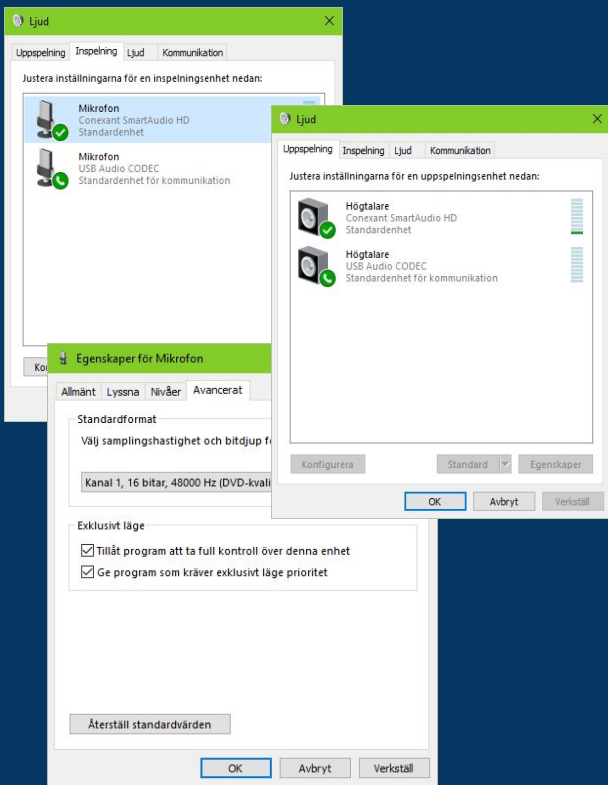 Ljud
Uppspelning Inspelning Ljud Kommunikation
Justera inställningarna för en inspelningsenhet nedan:
Mikrofon
Conexant SmartAudio HD
Standardenhet
Mikrofon
USB Audio CODEC
Standardenhet för kommunikation
Ljud
Uppspelning Inspelning Ljud Kommunikation
Justera inställningarna för en uppspelningsenhet nedan:
Högtalare
Conexant SmartAudio HD
Standardenhet
Högtalare
USB Audio CODEC
Standardenhet för kommunikation
Konfigurera Standard Egenskaper
OK Avbryt Verkställ
Egenskaper för Mikrofon
Allmänt Lyssna Nivåer Avancerat
Standardformat
Välj samplingshastighet och bitdjup
Kanal 1, 16 bitar, 48000 Hz (DVD-kvali
Exklusivt läge
Tillåt program att ta full kontroll över denna enhet
Ge program som kräver exklusivt läge prioritet
Återställ standardvärden
OK Avbryt Verkställ